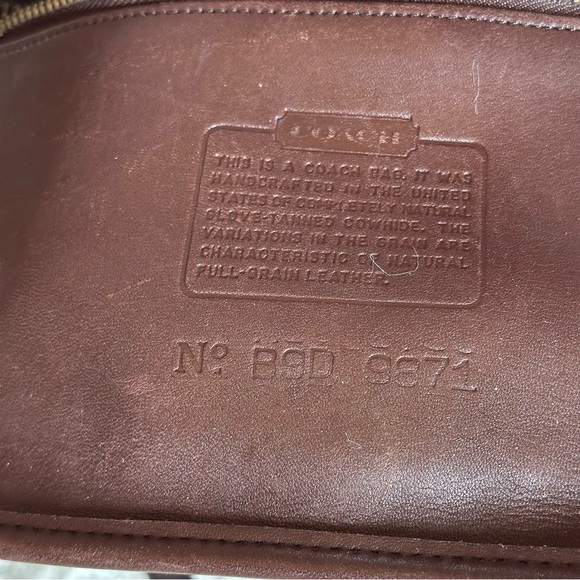 COACH
THIS IS A COACH BAG. IT WAS
HANDCRAFTED IN THE UNITED
STATES OF COMPLETELY NATURAL
GLOVE-TANNED COWHIDE. THE
VARIATIONS IN THE GRAIN ARE
CHARACTERISTIC OF NATURAL
FULL-GRAIN LEATHER.
No. B9D 9871